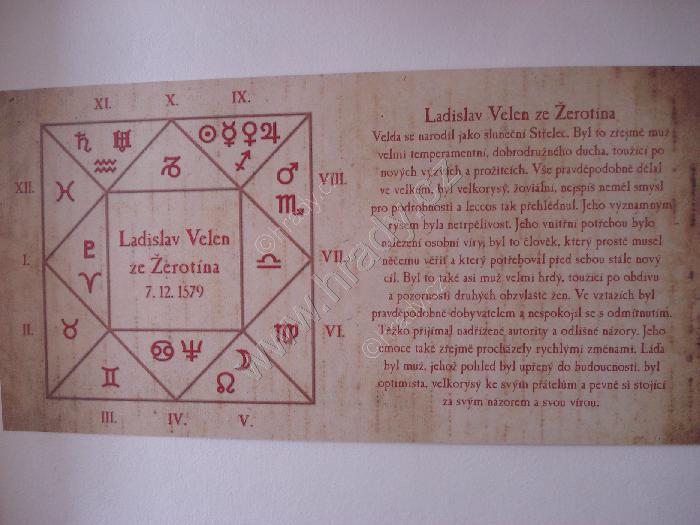 XI.
X.
IX.
XII.
VIII.
I.
VII.
II.
VI.
III.
IV.
V.
Ladislav Velen
ze Žerotína
7. 12. 1579
Ladislav Velen ze Žerotína
Velda se narodil jako sluneční Střelec. Byl to zřejmě muž
velmi temperamentní, dobrodružného ducha, toužící po
nových výzvách a prožitcích. Vše pravděpodobně dělal
ve velkém, byl velkorysý, žoviální, nejspíš neměl smysl
pro podrobnosti a leccos tak přehlédnul. Jeho významným
rysem byla netrpělivost. Jeho vnitřní potřebou bylo
nalezení osobní víry, byl to člověk, který prostě musel
něčemu věřit a který potřeboval před sebou stále nový
cíl. Byl to také asi muž velmi hrdý, toužící po obdivu
a pozornosti druhých obzvláště žen. Ve vztazích byl
pravděpodobně dobyvatelem a nespokojil se s odmítnutím.
Těžko přijímal nadřízené autority a odlišné názory. Jeho
emoce také zřejmě procházely rychlými změnami. Láďa
byl muž, jehož pohled byl upřený do budoucnosti, byl
optimista, velkorysý ke svým přátelům a pevně si stojící
za svým názorem a svou vírou.
www.hrady.cz